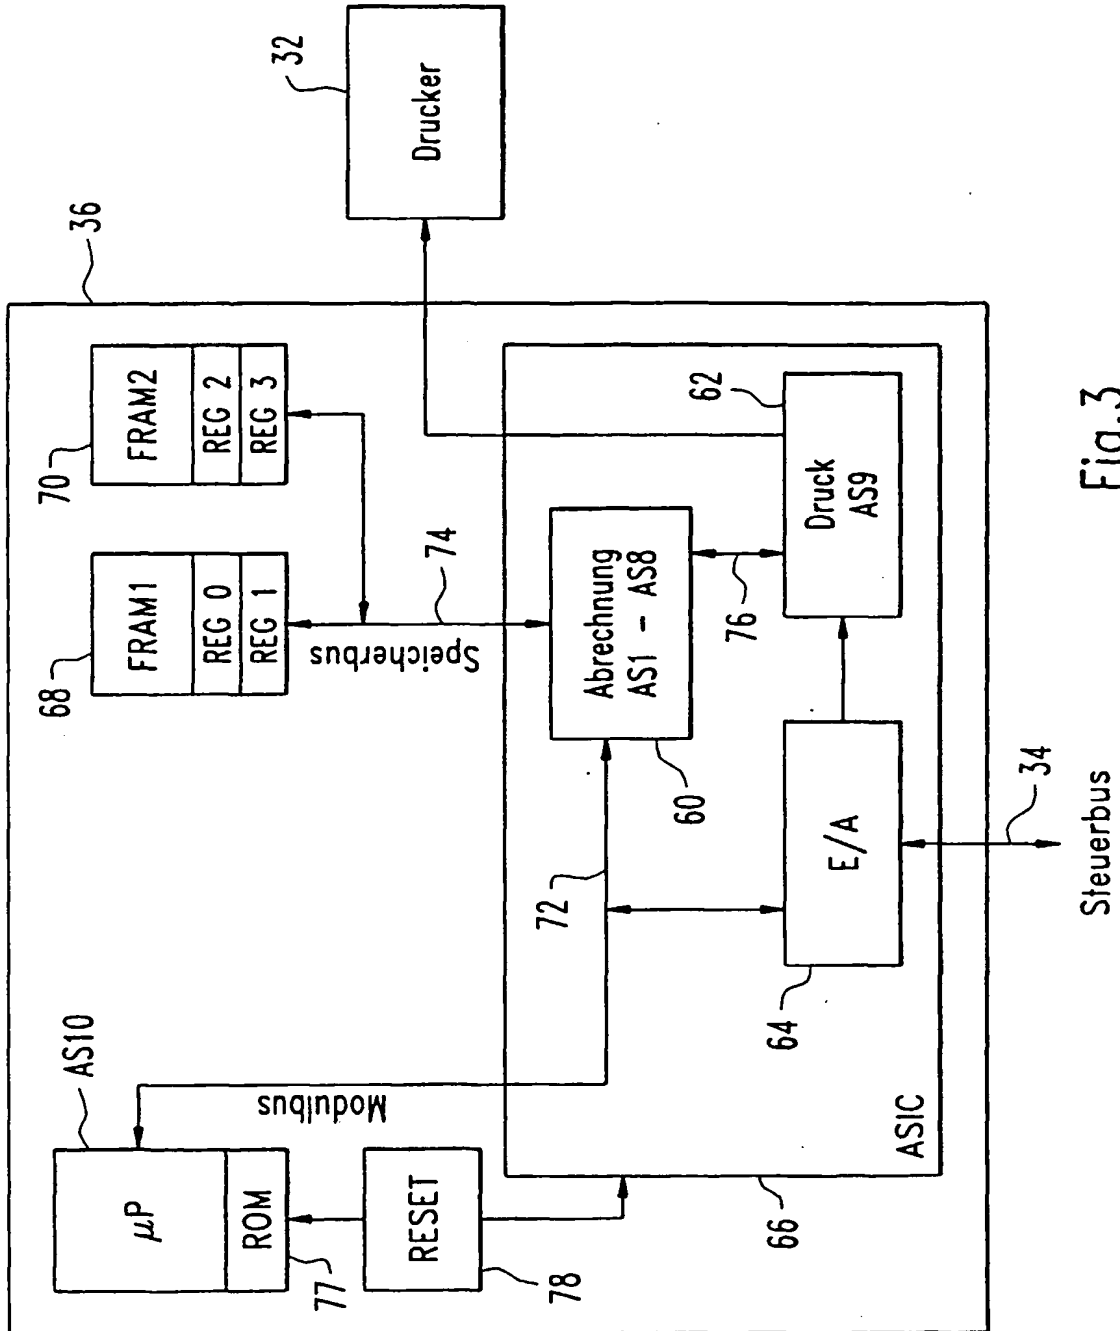 36
32
Drucker
70
FRAM2
REG 2
REG 3
68
FRAM1
REG 0
REG 1
Speicherbus
74
AS10
µP
ROM
77
Modulbus
RESET
78
72
Abrechnung
AS1 - AS8
60
76
62
Druck
AS9
E/A
64
ASIC
66
34
Steuerbus
Fig.3